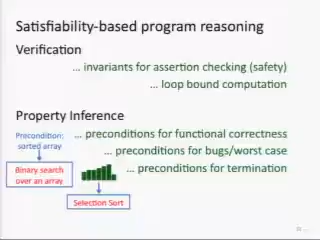 Satisfiability-based program reasoning
Verification
... invariants for assertion checking (safety)
... loop bound computation
Property Inference
Precondition:
sorted array
... preconditions for functional correctness
... preconditions for bugs/worst case
Binary search
over an array
... preconditions for termination
Selection Sort